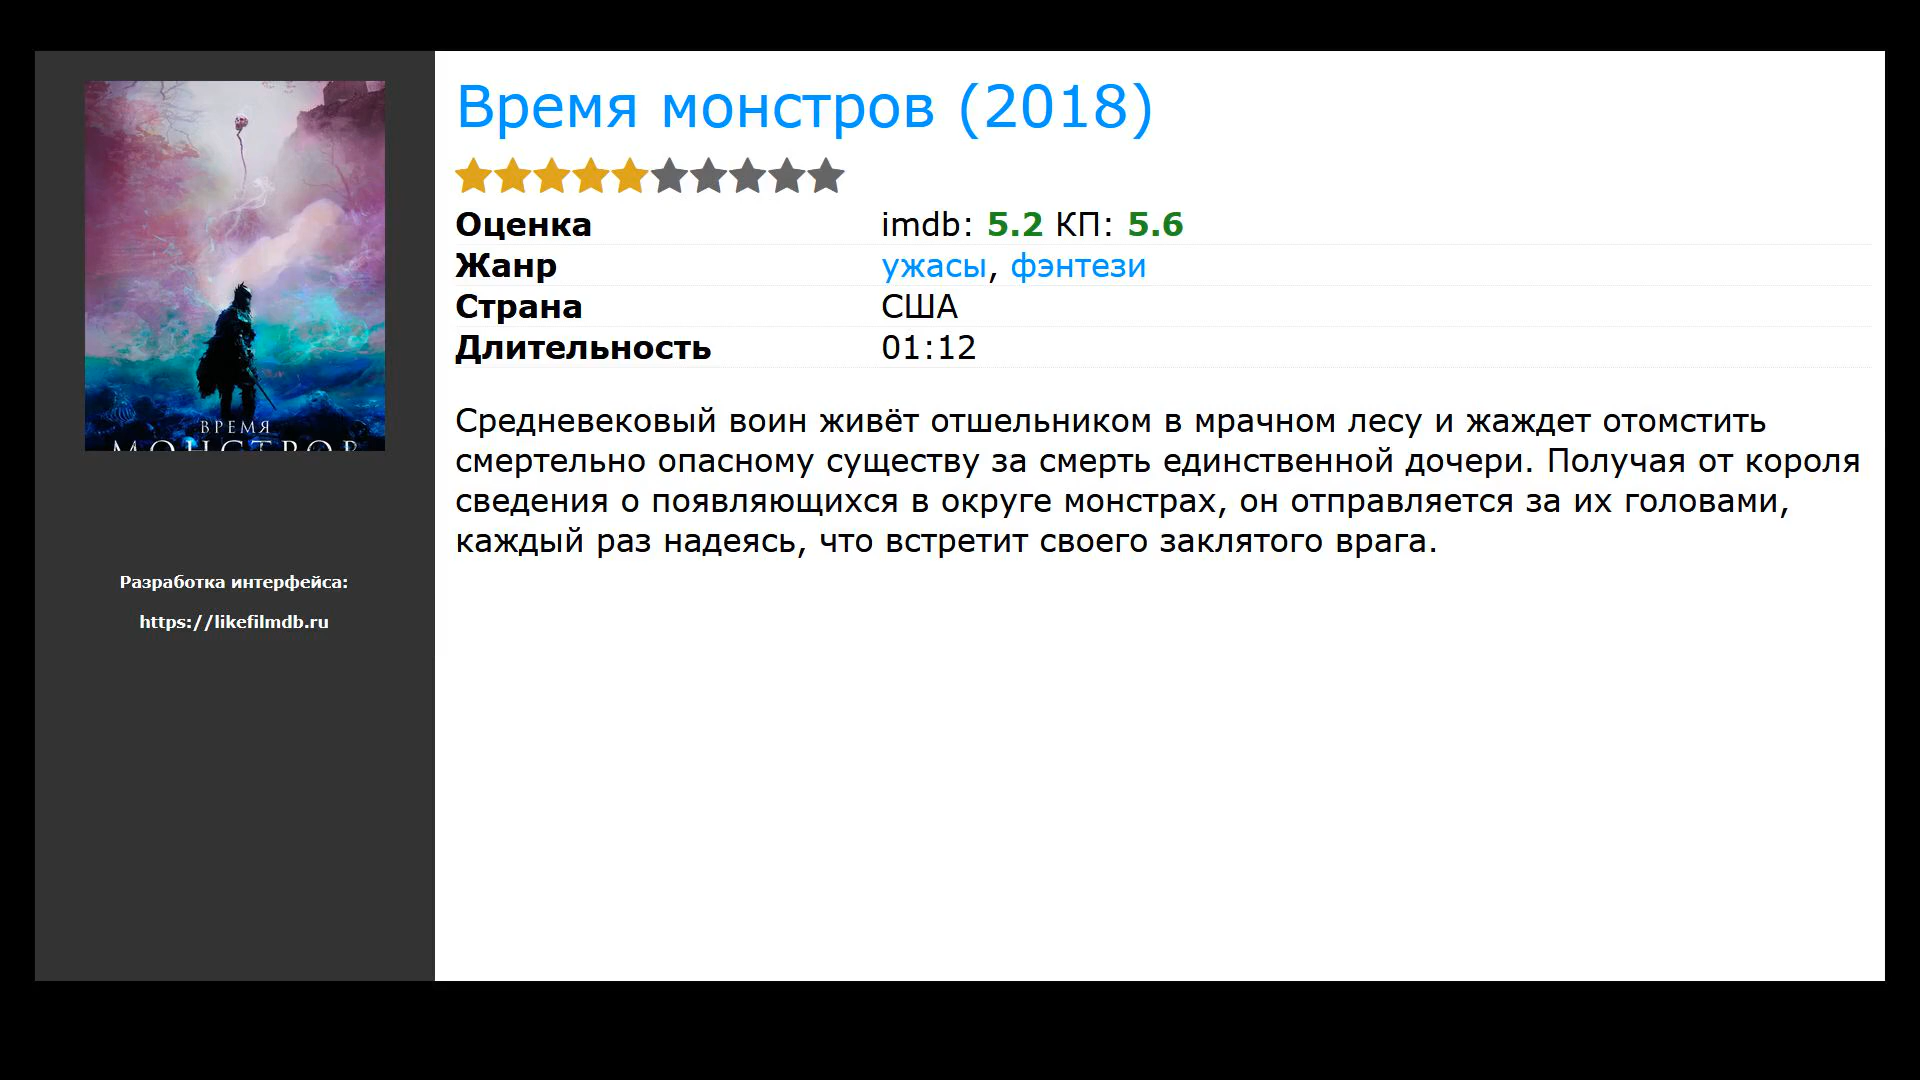 Время монстров (2018)
Оценка imdb: 5.2 КП: 5.6
Жанр ужасы, фэнтези
Страна США
Длительность 01:12
Средневековый воин живёт отшельником в мрачном лесу и жаждет отомстить
смертельно опасному существу за смерть единственной дочери. Получая от короля
сведения о появляющихся в округе монстрах, он отправляется за их головами,
каждый раз надеясь, что встретит своего заклятого врага.
ВРЕМЯ
МОНСТРОВ
Разработка интерфейса:
https://likefilmdb.ru